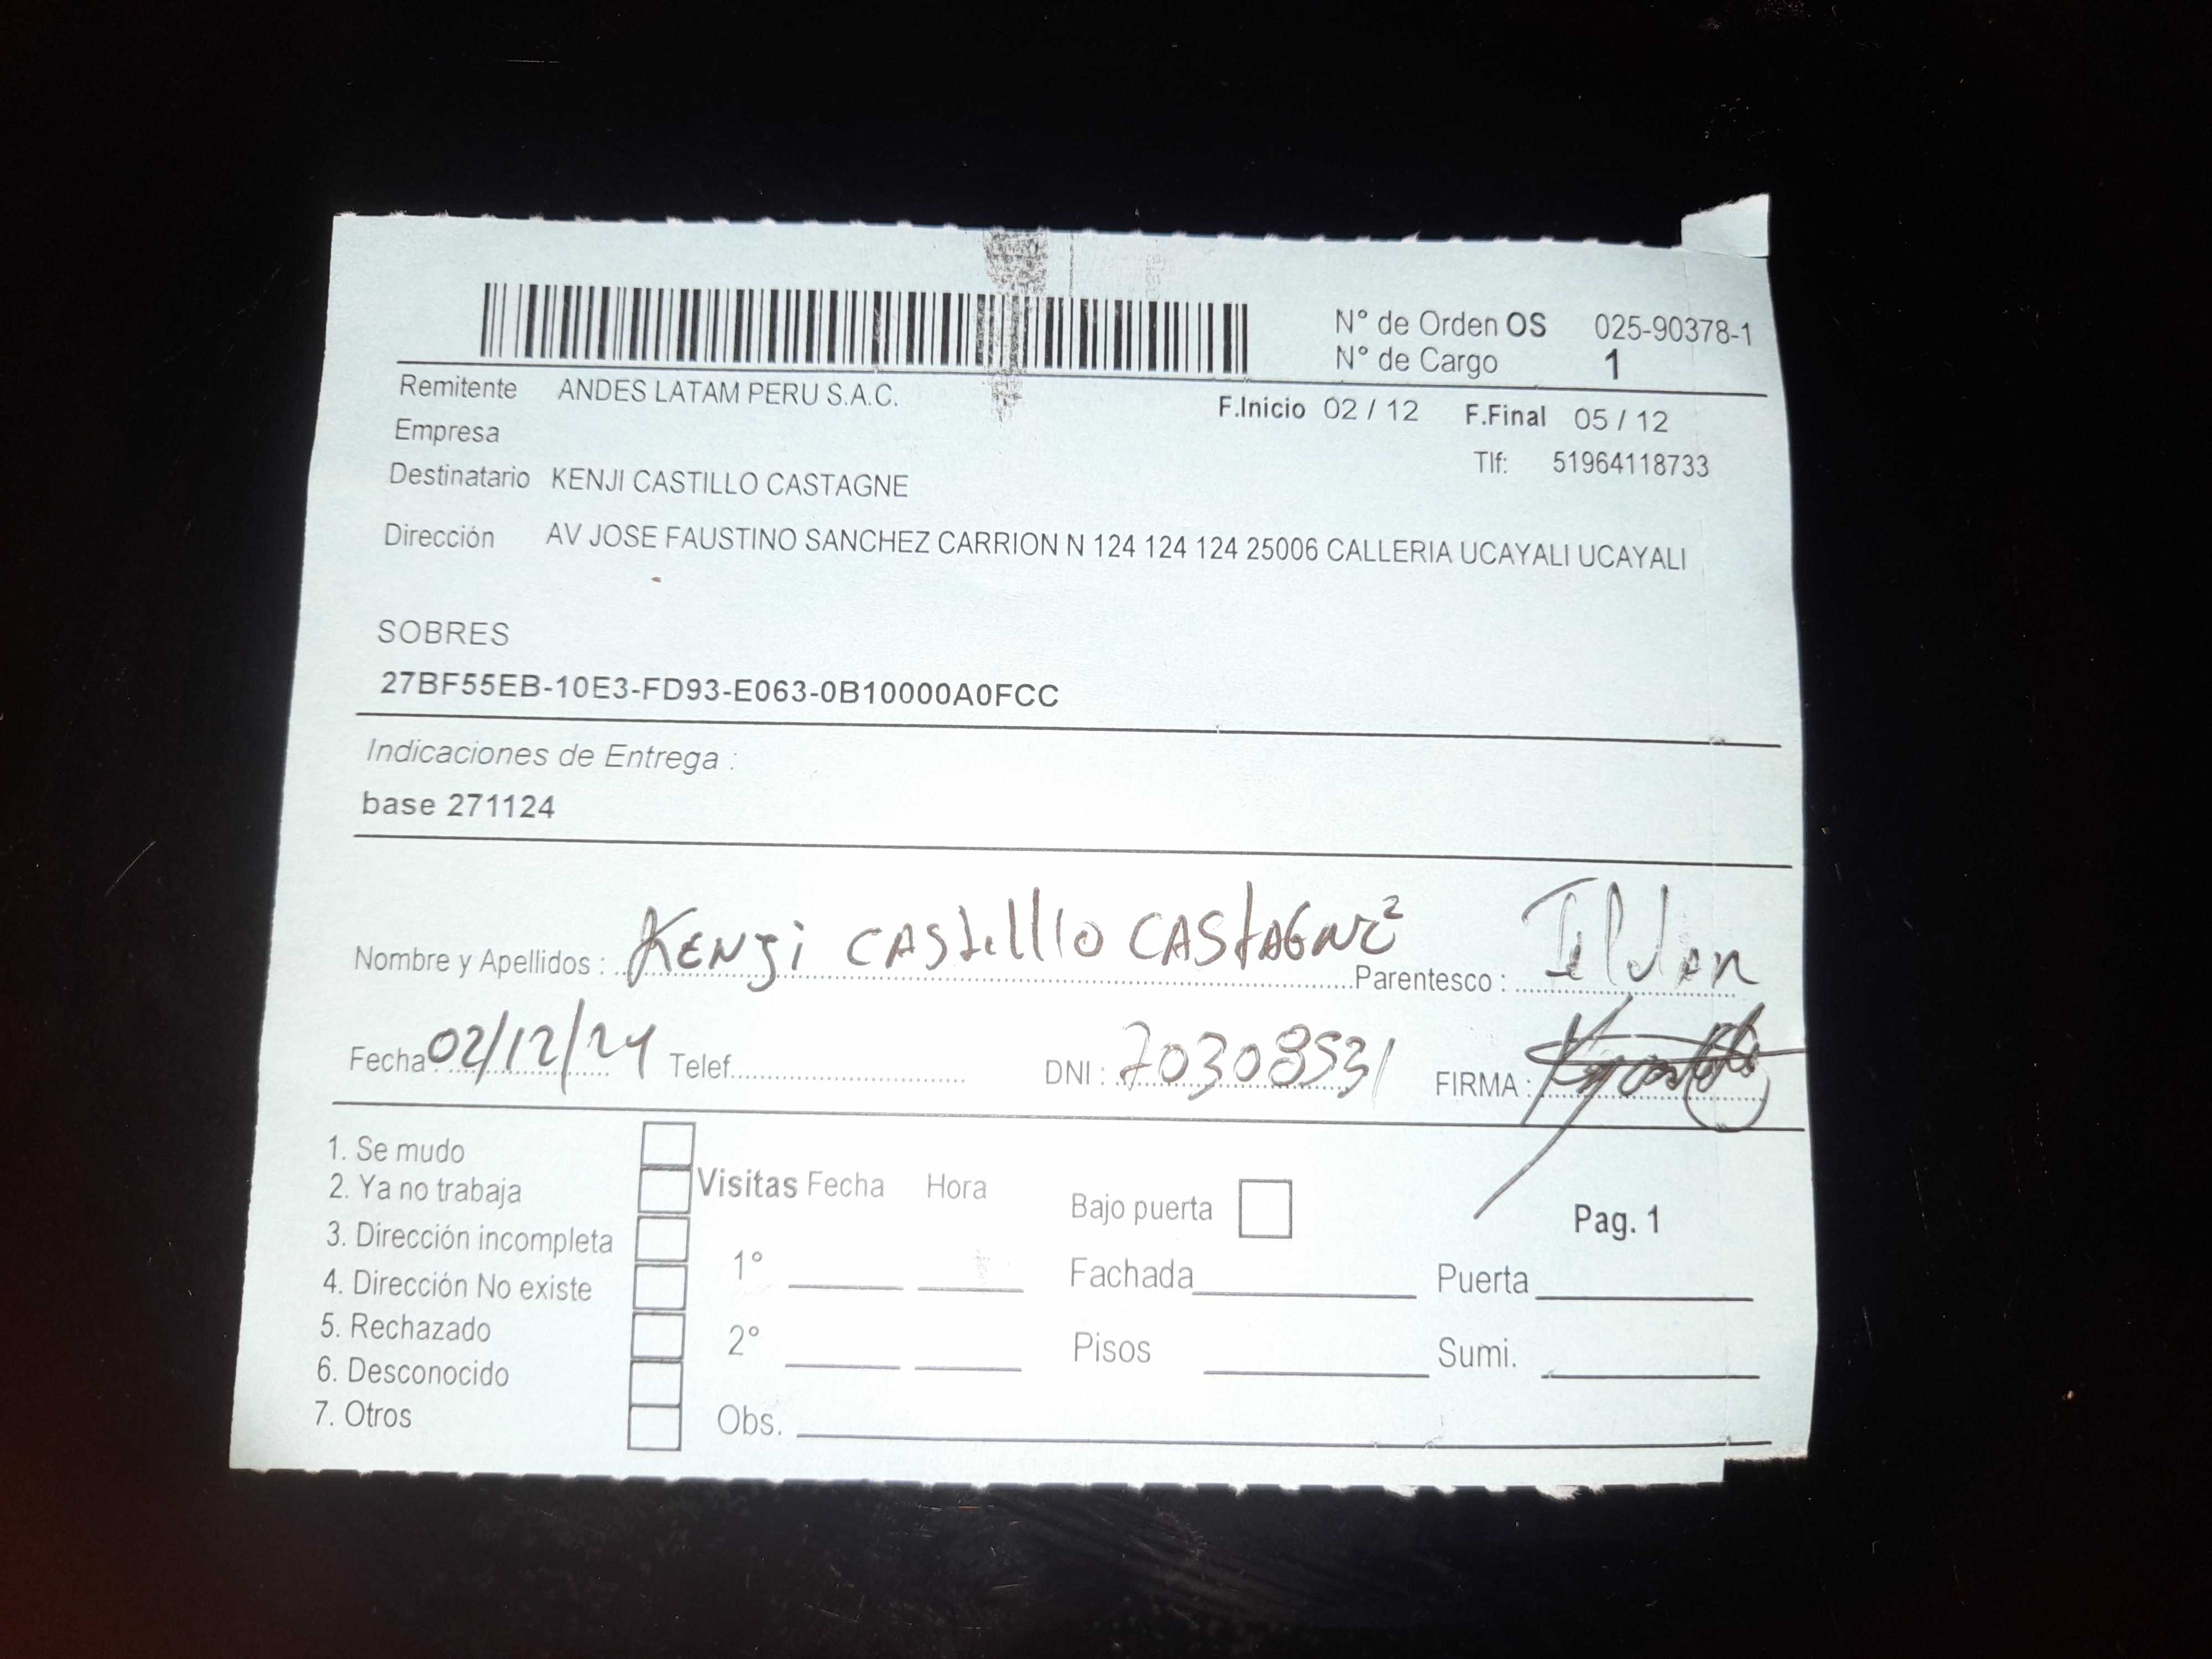 N° de Orden OS 025-90378-1
N° de Cargo 1
Remitente ANDES LATAM PERU S.A.C.
F.Inicio 02 / 12 F.Final 05 / 12
Empresa
Tlf: 51964118733
Destinatario KENJI CASTILLO CASTAGNE
Dirección AV JOSE FAUSTINO SANCHEZ CARRION N 124 124 124 25006 CALLERIA UCAYALI UCAYALI
SOBRES
27BF55EB-10E3-FD93-E063-0B10000A0FCC
Indicaciones de Entrega :
base 271124
Nombre y Apellidos : KENJI CASTILLO CASTAGNE Parentesco :
Fecha 02/12/24 Telef. DNI : 70308531 FIRMA :
1. Se mudo
2. Ya no trabaja
3. Dirección incompleta
4. Dirección No existe
5. Rechazado
6. Desconocido
7. Otros
Visitas Fecha Hora
1°
2°
Obs.
Bajo puerta
Pag. 1
Fachada Puerta
Pisos Sumi.